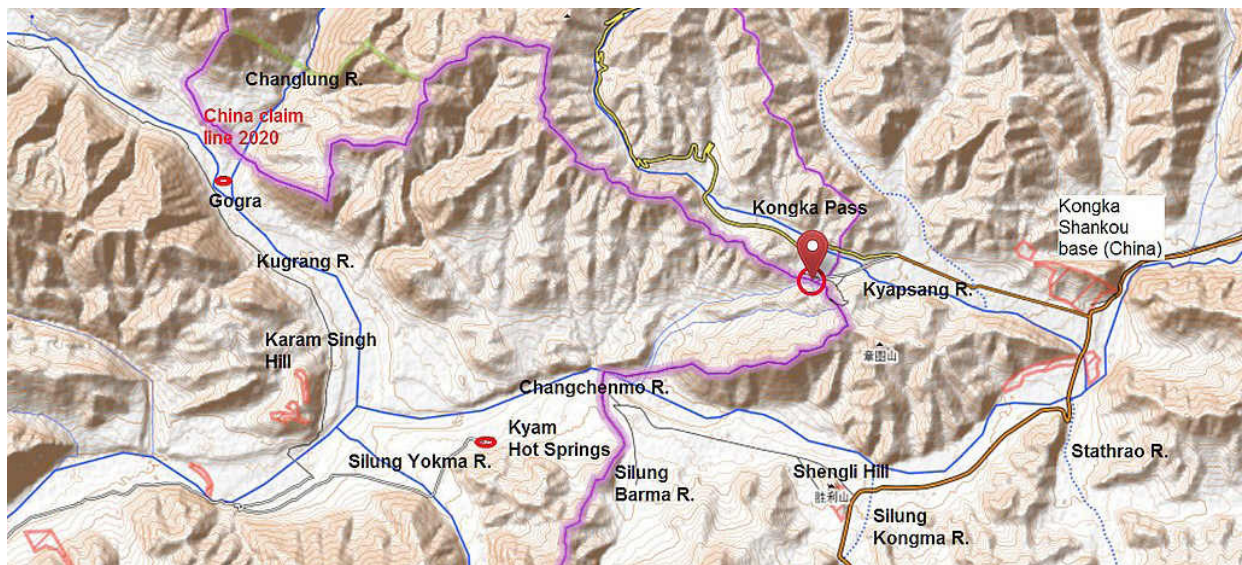 Changlung R.
China claim
line 2020
Gogra
Kongka Pass
Kongka
Shankou
base (China)
Kugrang R.
Kyapsang R.
Karam Singh
Hill
章图山
Changchenmo R.
Kyam
Hot Springs
Silung Yokma R.
Silung
Barma R.
Shengli Hill
胜利山
Stathrao R.
Silung
Kongma R.